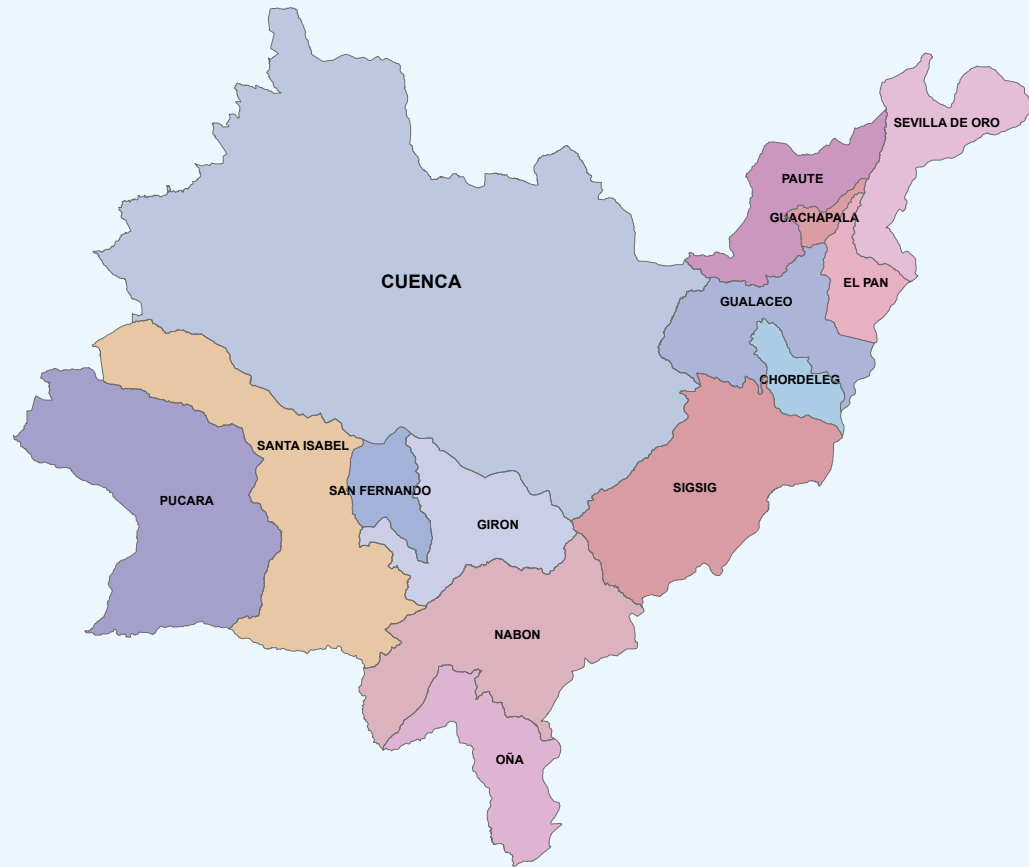 SEVILLA DE ORO
PAUTE
GUACHAPALA
CUENCA
EL PAN
GUALACEO
CHORDELEG
SANTA ISABEL
SIGSIG
SAN FERNANDO
PUCARA
GIRON
NABON
OÑA